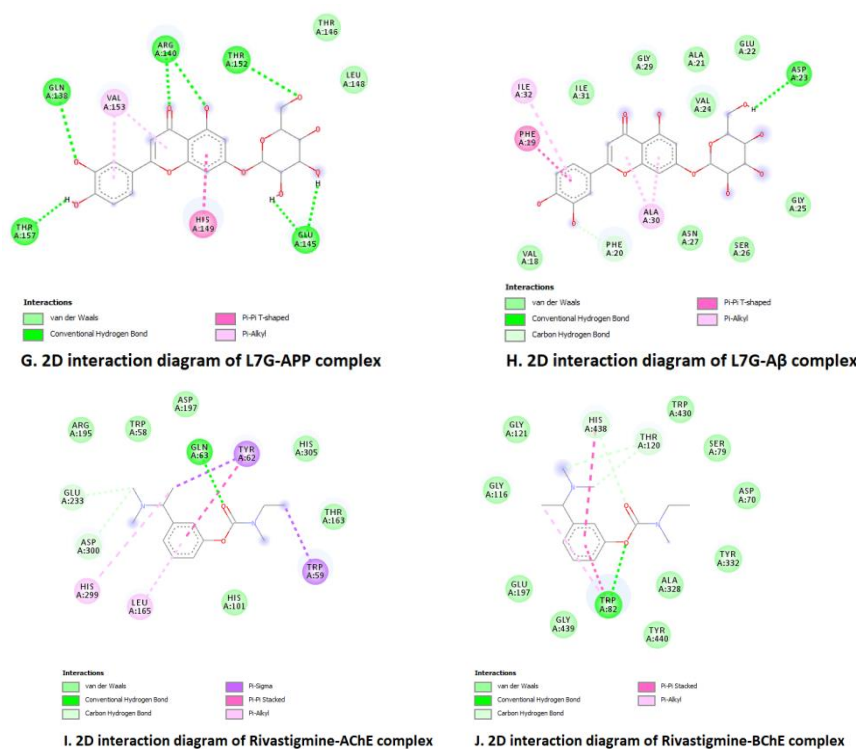 ARG
A:140
THR
A:152
THR
A:146
LEU
A:148
GLN
A:138
VAL
A:153
H
H
H
THR
A:157
HIS
A:149
GLU
A:145
Interactions
van der Waals
Conventional Hydrogen Bond
Pi-Pi T-shaped
Pi-Alkyl
G. 2D interaction diagram of L7G-APP complex
GLU
A:22
ALA
A:21
GLY
A:29
ASP
A:23
ILE
A:32
ILE
A:31
VAL
A:24
H
PHE
A:19
GLY
A:25
ALA
A:30
ASN
A:27
SER
A:26
PHE
A:20
VAL
A:18
Interactions
van der Waals
Conventional Hydrogen Bond
Carbon Hydrogen Bond
Pi-Pi T-shaped
Pi-Alkyl
H. 2D interaction diagram of L7G-Aβ complex
ASP
A:197
ARG
A:195
TRP
A:58
GLN
A:63
TYR
A:62
HIS
A:305
GLU
A:233
N
O
N
THR
A:163
ASP
A:300
O
TRP
A:59
HIS
A:299
LEU
A:165
HIS
A:101
Interactions
van der Waals
Conventional Hydrogen Bond
Carbon Hydrogen Bond
Pi-Sigma
Pi-Pi Stacked
Pi-Alkyl
I. 2D interaction diagram of Rivastigmine-AChE complex
TRP
A:430
HIS
A:438
GLY
A:121
THR
A:120
SER
A:79
GLY
A:116
N
O
N
ASP
A:70
O
TYR
A:332
GLU
A:197
TRP
A:82
ALA
A:328
GLY
A:439
TYR
A:440
Interactions
van der Waals
Conventional Hydrogen Bond
Carbon Hydrogen Bond
Pi-Pi Stacked
Pi-Alkyl
J. 2D interaction diagram of Rivastigmine-BChE complex